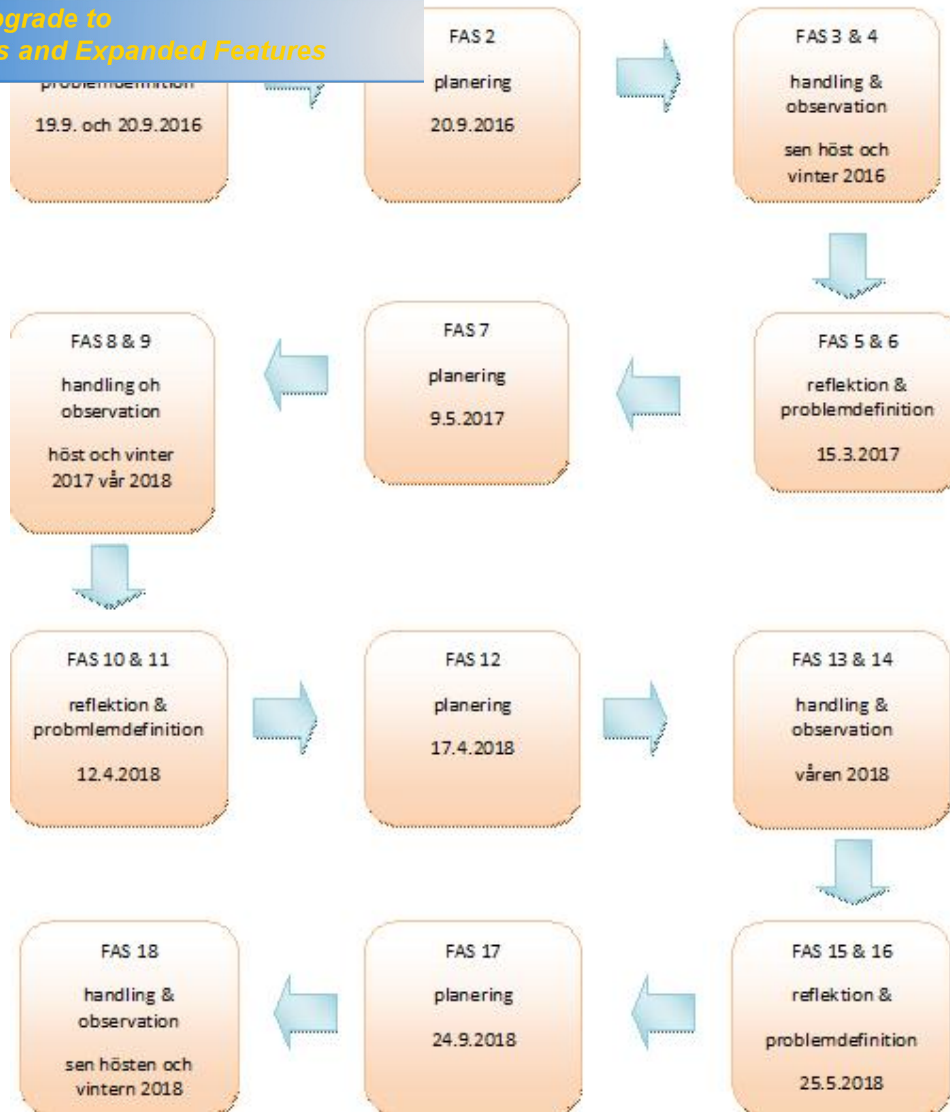 s and Expanded Features
problemdefinition
19.9. och 20.9.2016
FAS 2
planering
20.9.2016
FAS 3 & 4
handling &
observation
sen höst och
vinter 2016
FAS 5 & 6
reflektion &
problemdefinition
15.3.2017
FAS 7
planering
9.5.2017
FAS 8 & 9
handling oh
observation
höst och vinter
2017 vår 2018
FAS 10 & 11
reflektion &
probmlemdefinition
12.4.2018
FAS 12
planering
17.4.2018
FAS 13 & 14
handling &
observation
våren 2018
FAS 15 & 16
reflektion &
problemdefinition
25.5.2018
FAS 17
planering
24.9.2018
FAS 18
handling &
observation
sen hösten och
vintern 2018